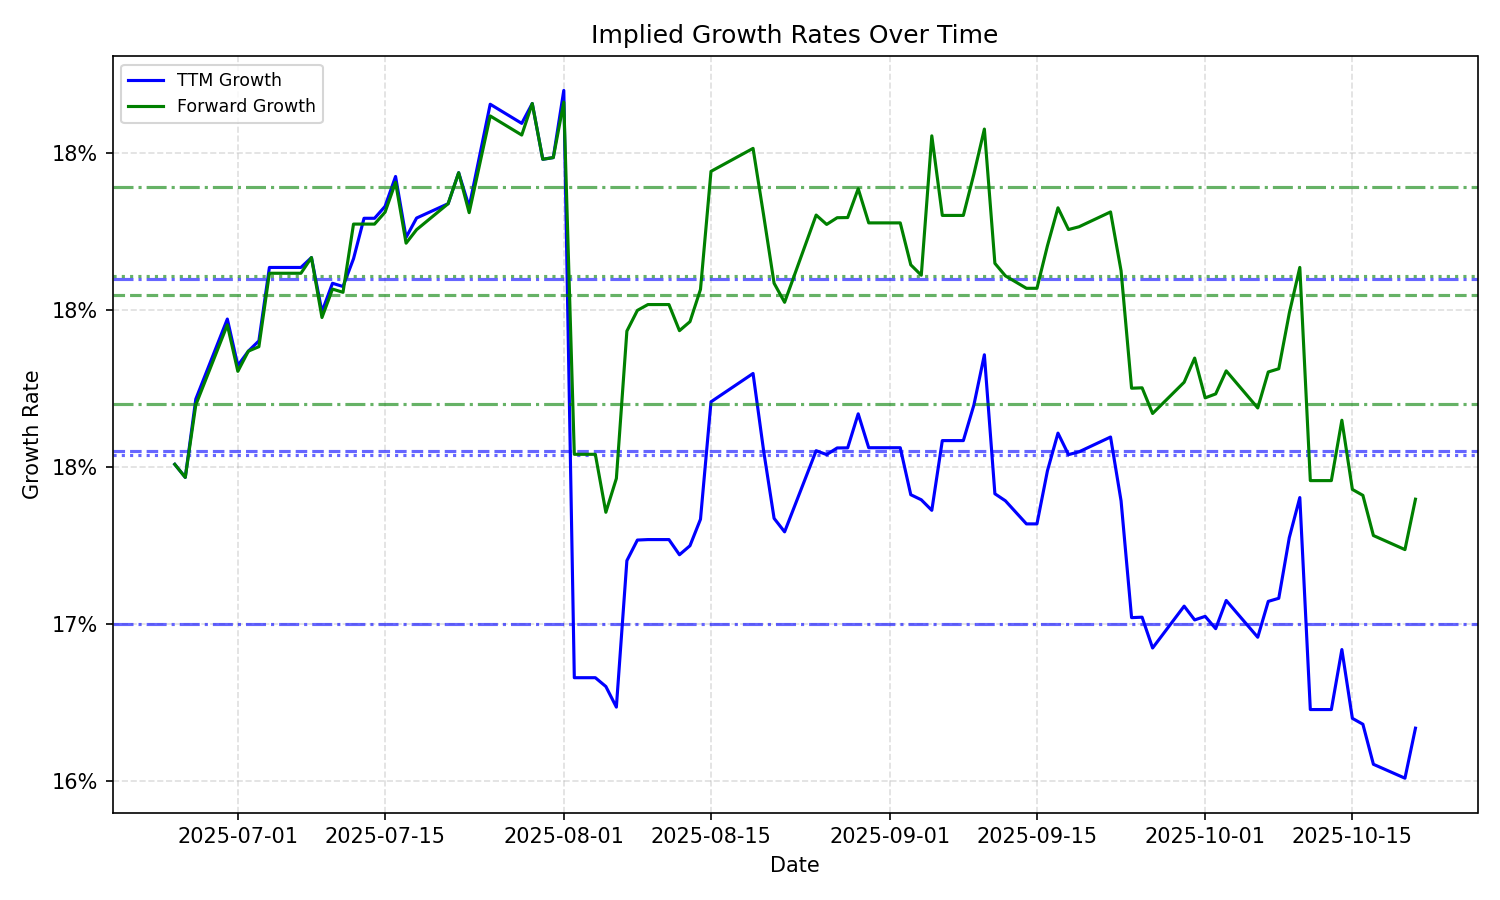 Implied Growth Rates Over Time
TTM Growth
Forward Growth
18%
18%
18%
17%
16%
Growth Rate
2025-07-01
2025-07-15
2025-08-01
2025-08-15
2025-09-01
2025-09-15
2025-10-01
2025-10-15
Date